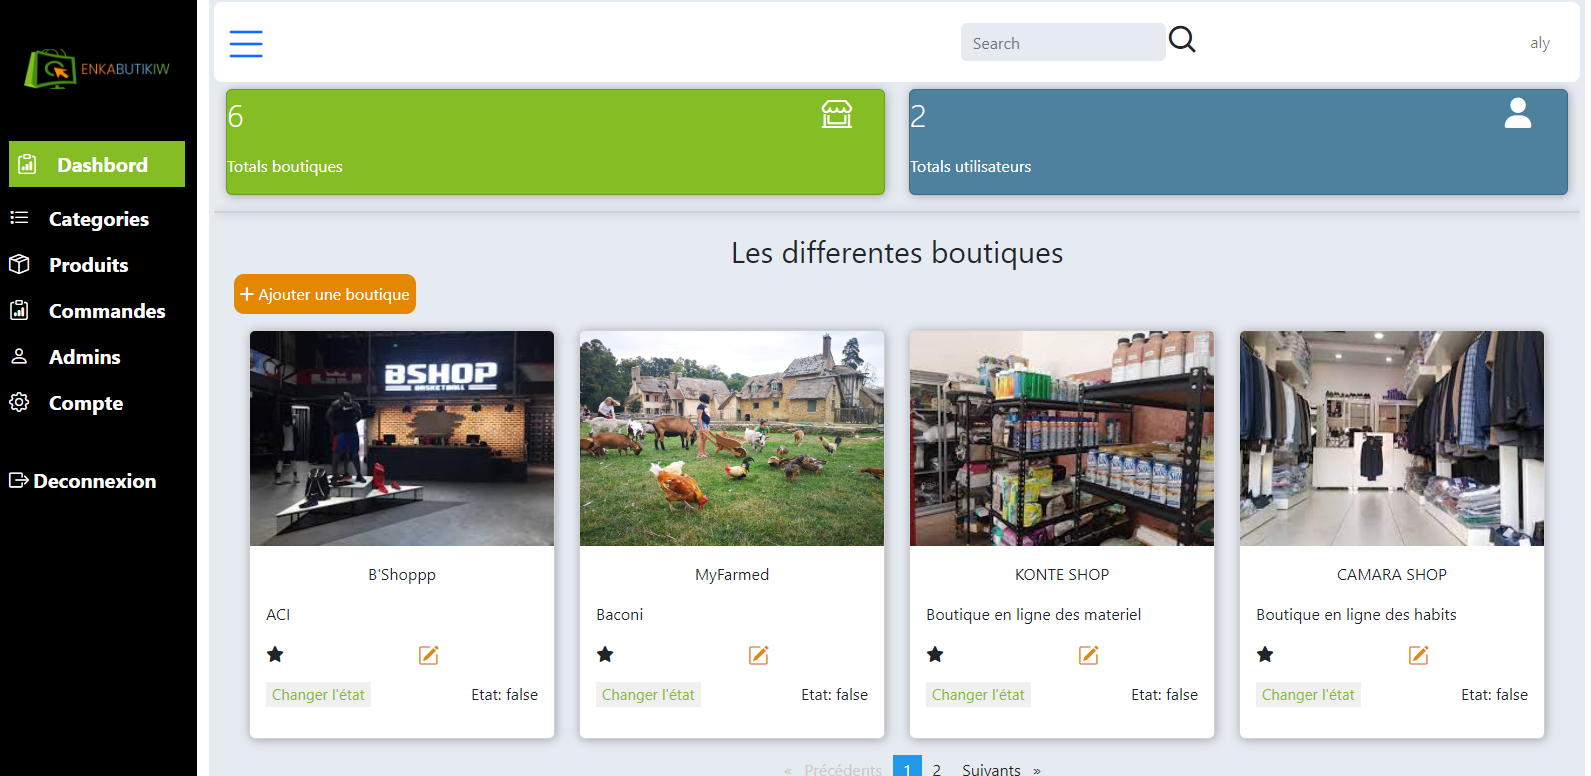 ENKABUTIKIW
Dashbord
Categories
Produits
Commandes
Admins
Compte
Deconnexion
Search
aly
6
Totals boutiques
2
Totals utilisateurs
Les differentes boutiques
+ Ajouter une boutique
BSHOP
BASKETBALL
B'Shoppp
ACI
Changer l'état
Etat: false
MyFarmed
Baconi
Changer l'état
Etat: false
KONTE SHOP
Boutique en ligne des materiel
Changer l'état
Etat: false
CAMARA SHOP
Boutique en ligne des habits
Changer l'état
Etat: false
« Précédents 1 2 Suivants »